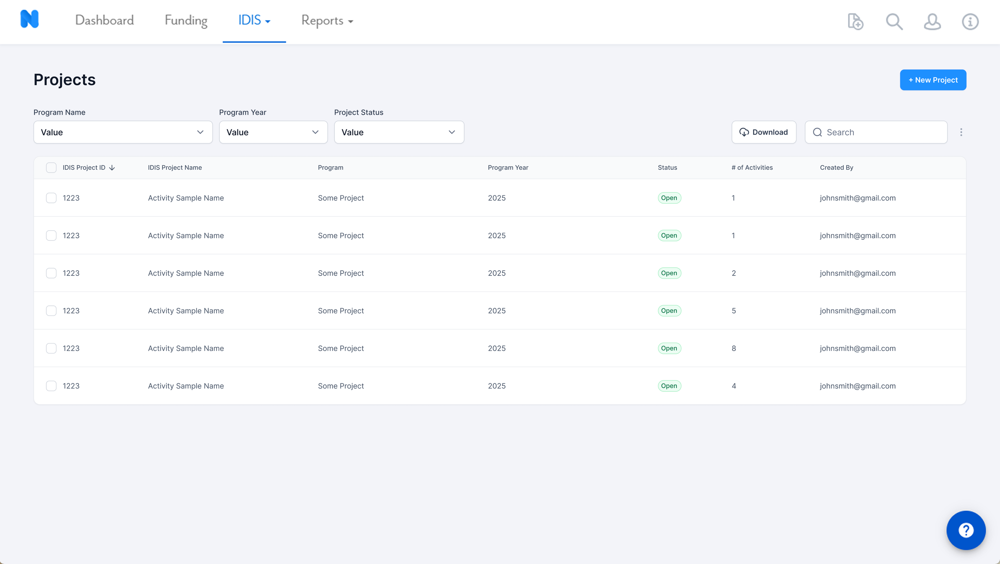 Dashboard Funding IDIS Reports
Projects
+ New Project
Program Name Program Year Project Status
Value Value Value Download Search
IDIS Project ID IDIS Project Name Program Program Year Status # of Activities Created By
1223 Activity Sample Name Some Project 2025 Open 1 johnsmith@gmail.com
1223 Activity Sample Name Some Project 2025 Open 1 johnsmith@gmail.com
1223 Activity Sample Name Some Project 2025 Open 2 johnsmith@gmail.com
1223 Activity Sample Name Some Project 2025 Open 5 johnsmith@gmail.com
1223 Activity Sample Name Some Project 2025 Open 8 johnsmith@gmail.com
1223 Activity Sample Name Some Project 2025 Open 4 johnsmith@gmail.com